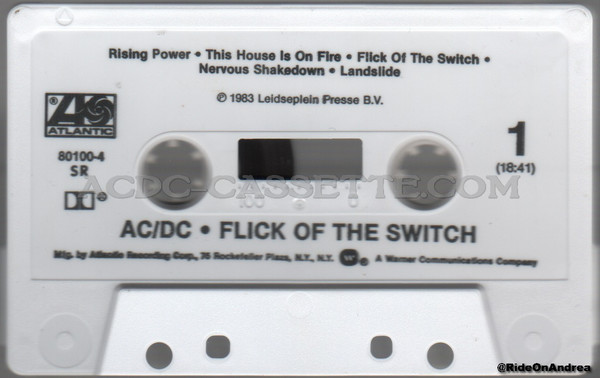 Rising Power • This House Is On Fire • Flick Of The Switch •
Nervous Shakedown • Landslide
℗ 1983 Leidseplein Presse B.V.
® ATLANTIC
1
80100-4
(18:41)
SR
ACDC-CASSETTE.COM
100 0
®
AC/DC • FLICK OF THE SWITCH
Mfg. by Atlantic Recording Corp., 75 Rockefeller Plaza, N.Y., N.Y. ® A Warner Communications Company
@RideOnAndrea